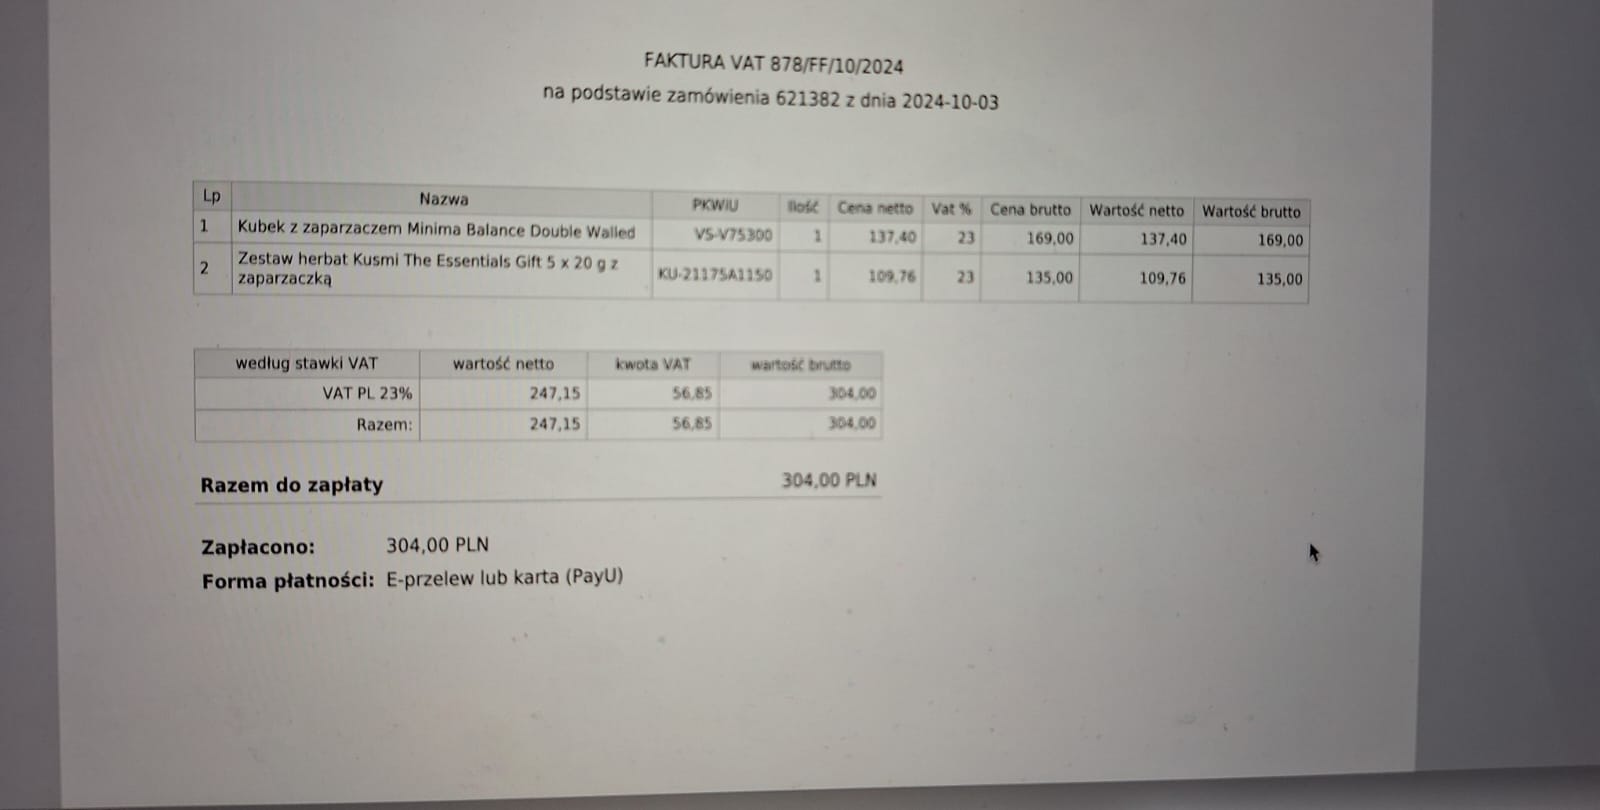 FAKTURA VAT 878/FF/10/2024
na podstawie zamówienia 621382 z dnia 2024-10-03
Lp Nazwa PKWIU Ilość Cena netto Vat % Cena brutto Wartość netto Wartość brutto
1 Kubek z zaparzaczem Minima Balance Double Walled VS-V75300 1 137,40 23 169,00 137,40 169,00
2 Zestaw herbat Kusmi The Essentials Gift 5 x 20 g z zaparzaczką KU-21175A1150 1 109,76 23 135,00 109,76 135,00
według stawki VAT wartość netto kwota VAT wartość brutto
VAT PL 23% 247,15 56,85 304,00
Razem: 247,15 56,85 304,00
Razem do zapłaty 304,00 PLN
Zapłacono: 304,00 PLN
Forma płatności: E-przelew lub karta (PayU)